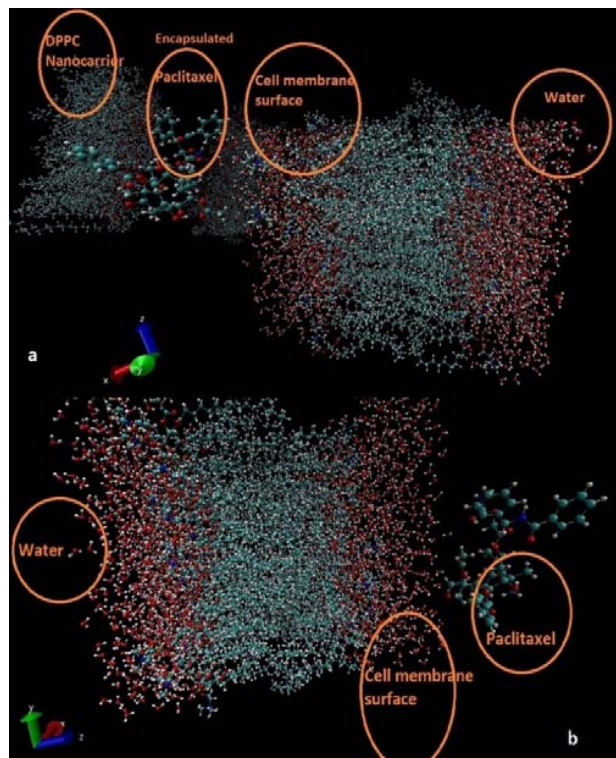 DPPC
Nanocarrier
Encapsulated
Paclitaxel
Cell membrane
surface
Water
z
x
y
a
Water
Paclitaxel
Cell membrane
surface
y
x
z
b